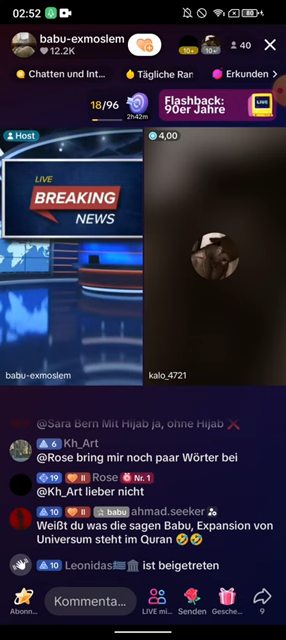 02:52
80
babu-exmoslem
12.2K
10+
10+
40
Chatten und Int...
Tägliche Ran
Erkunden
18/96
2h42m
Flashback:
90er Jahre
LIVE
Host
4,00
LIVE
BREAKING
NEWS
babu-exmoslem
kalo_4721
@Sara Bern Mit Hijab ja, ohne Hijab ❌
6 Kh_Art
@Rose bring mir noch paar Wörter bei
19 II Rose Nr. 1
@Kh_Art lieber nicht
10 II babu ahmad.seeker
Weißt du was die sagen Babu, Expansion von
Universum steht im Quran 🤣🤣
10 Leonidas🇬🇷🏛 ist beigetreten
Abonn...
Kommenta...
LIVE mi...
Senden
Gesche...
9